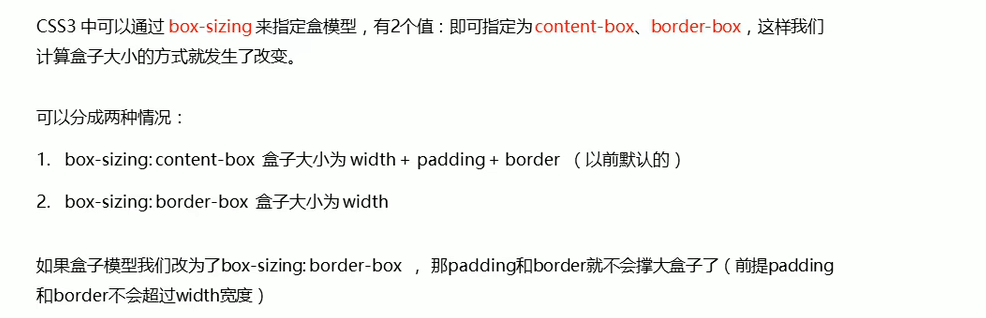 CSS3 中可以通过 box-sizing 来指定盒模型，有2个值：即可指定为 content-box、border-box，这样我们
计算盒子大小的方式就发生了改变。
可以分成两种情况：
1. box-sizing: content-box 盒子大小为 width + padding + border （以前默认的）
2. box-sizing: border-box 盒子大小为 width
如果盒子模型我们改为了box-sizing: border-box ， 那padding和border就不会撑大盒子了（前提padding
和border不会超过width宽度）